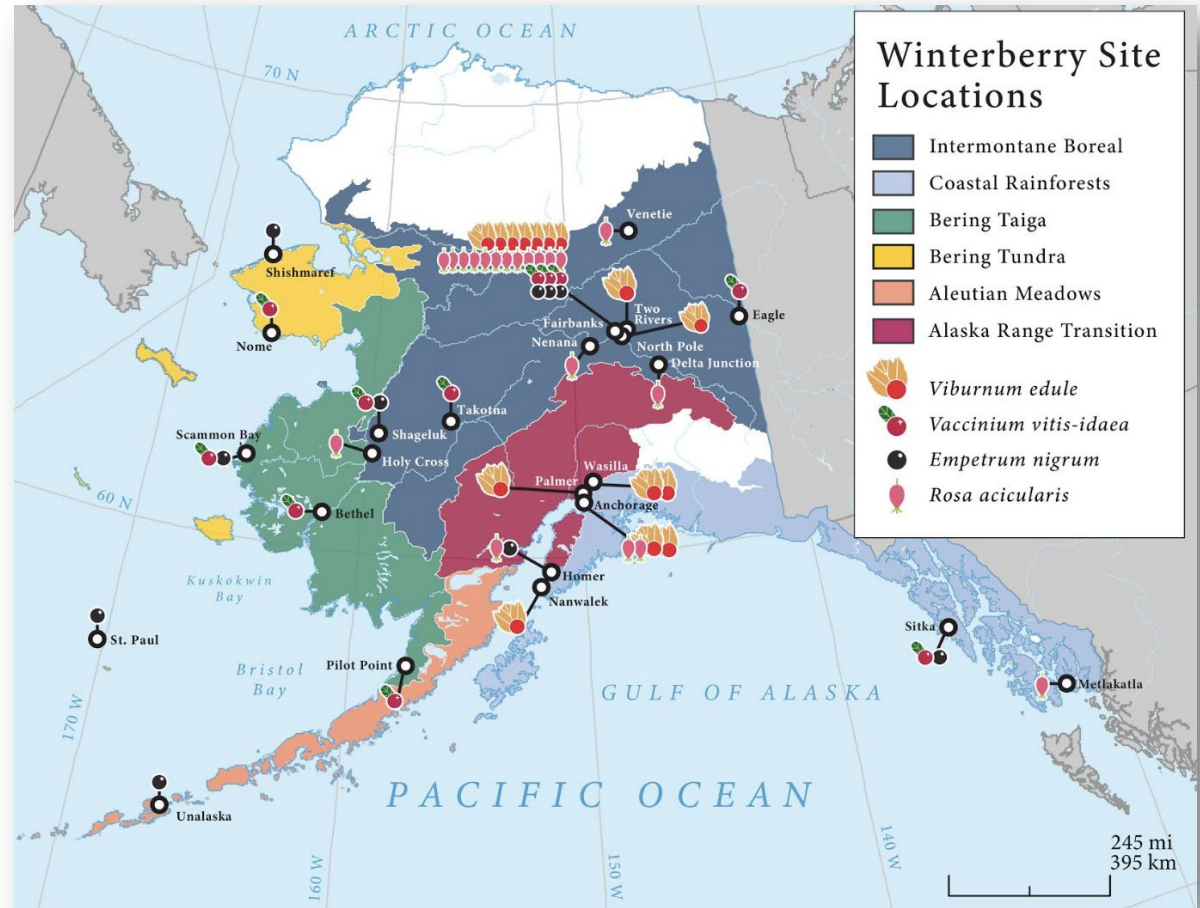 ARCTIC OCEAN
70 N
Winterberry Site
Locations
Intermontane Boreal
Coastal Rainforests
Bering Taiga
Bering Tundra
Aleutian Meadows
Alaska Range Transition
Viburnum edule
Vaccinium vitis-idaea
Empetrum nigrum
Rosa acicularis
Venetie
Shishmaref
Nome
Two
Rivers
Fairbanks
Eagle
North Pole
Nenana
Delta Junction
Takotna
Shageluk
Scammon Bay
Holy Cross
Wasilla
Palmer
Anchorage
60 N
Bethel
Kuskokwin
Bay
Homer
Nanwalek
St. Paul
Sitka
Pilot Point
Bristol
Bay
GULF OF ALASKA
Metlakatla
170 W
PACIFIC OCEAN
Unalaska
160 W
150 W
140 W
245 mi
395 km